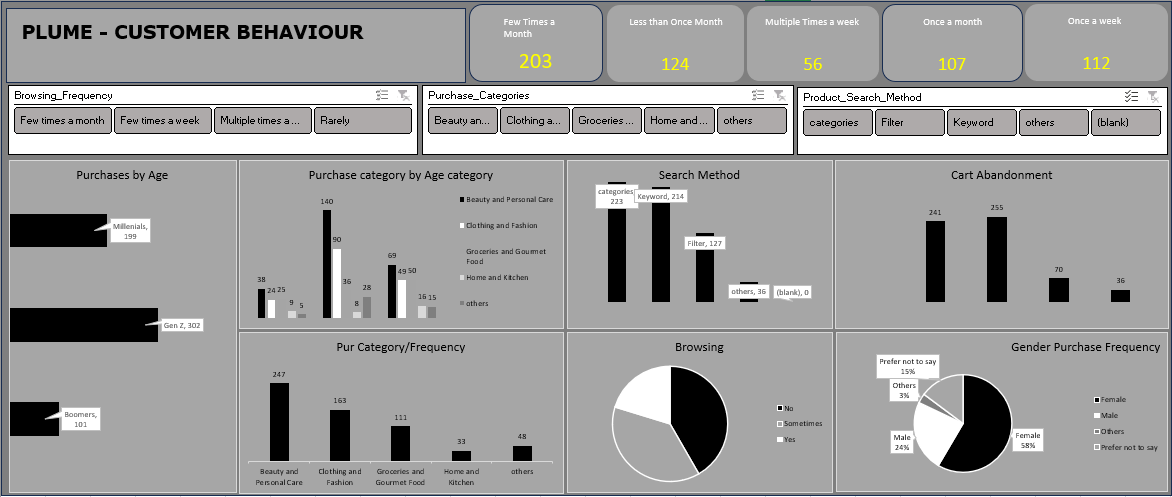 PLUME - CUSTOMER BEHAVIOUR
Few Times a
Month
203
Less than Once Month
124
Multiple Times a week
56
Once a month
107
Once a week
112
Browsing_Frequency
Few times a month
Few times a week
Multiple times a ...
Rarely
Purchase_Categories
Beauty an...
Clothing a...
Groceries ...
Home and ...
others
Product_Search_Method
categories
Filter
Keyword
others
(blank)
Purchases by Age
Millenials,
199
Gen Z, 302
Boomers,
101
Purchase category by Age category
38
24
25
9
5
140
90
36
8
28
69
49
50
16
15
Beauty and Personal Care
Clothing and Fashion
Groceries and Gourmet
Food
Home and Kitchen
others
Search Method
categories
223
Keyword, 214
Filter, 127
others, 36
(blank), 0
Cart Abandonment
241
255
70
36
Pur Category/Frequency
247
163
111
33
48
Beauty and
Personal Care
Clothing and
Fashion
Groceries and
Gourmet Food
Home and
Kitchen
others
Browsing
No
Sometimes
Yes
Gender Purchase Frequency
Prefer not to say
15%
Others
3%
Male
24%
Female
58%
Female
Male
Others
Prefer not to say